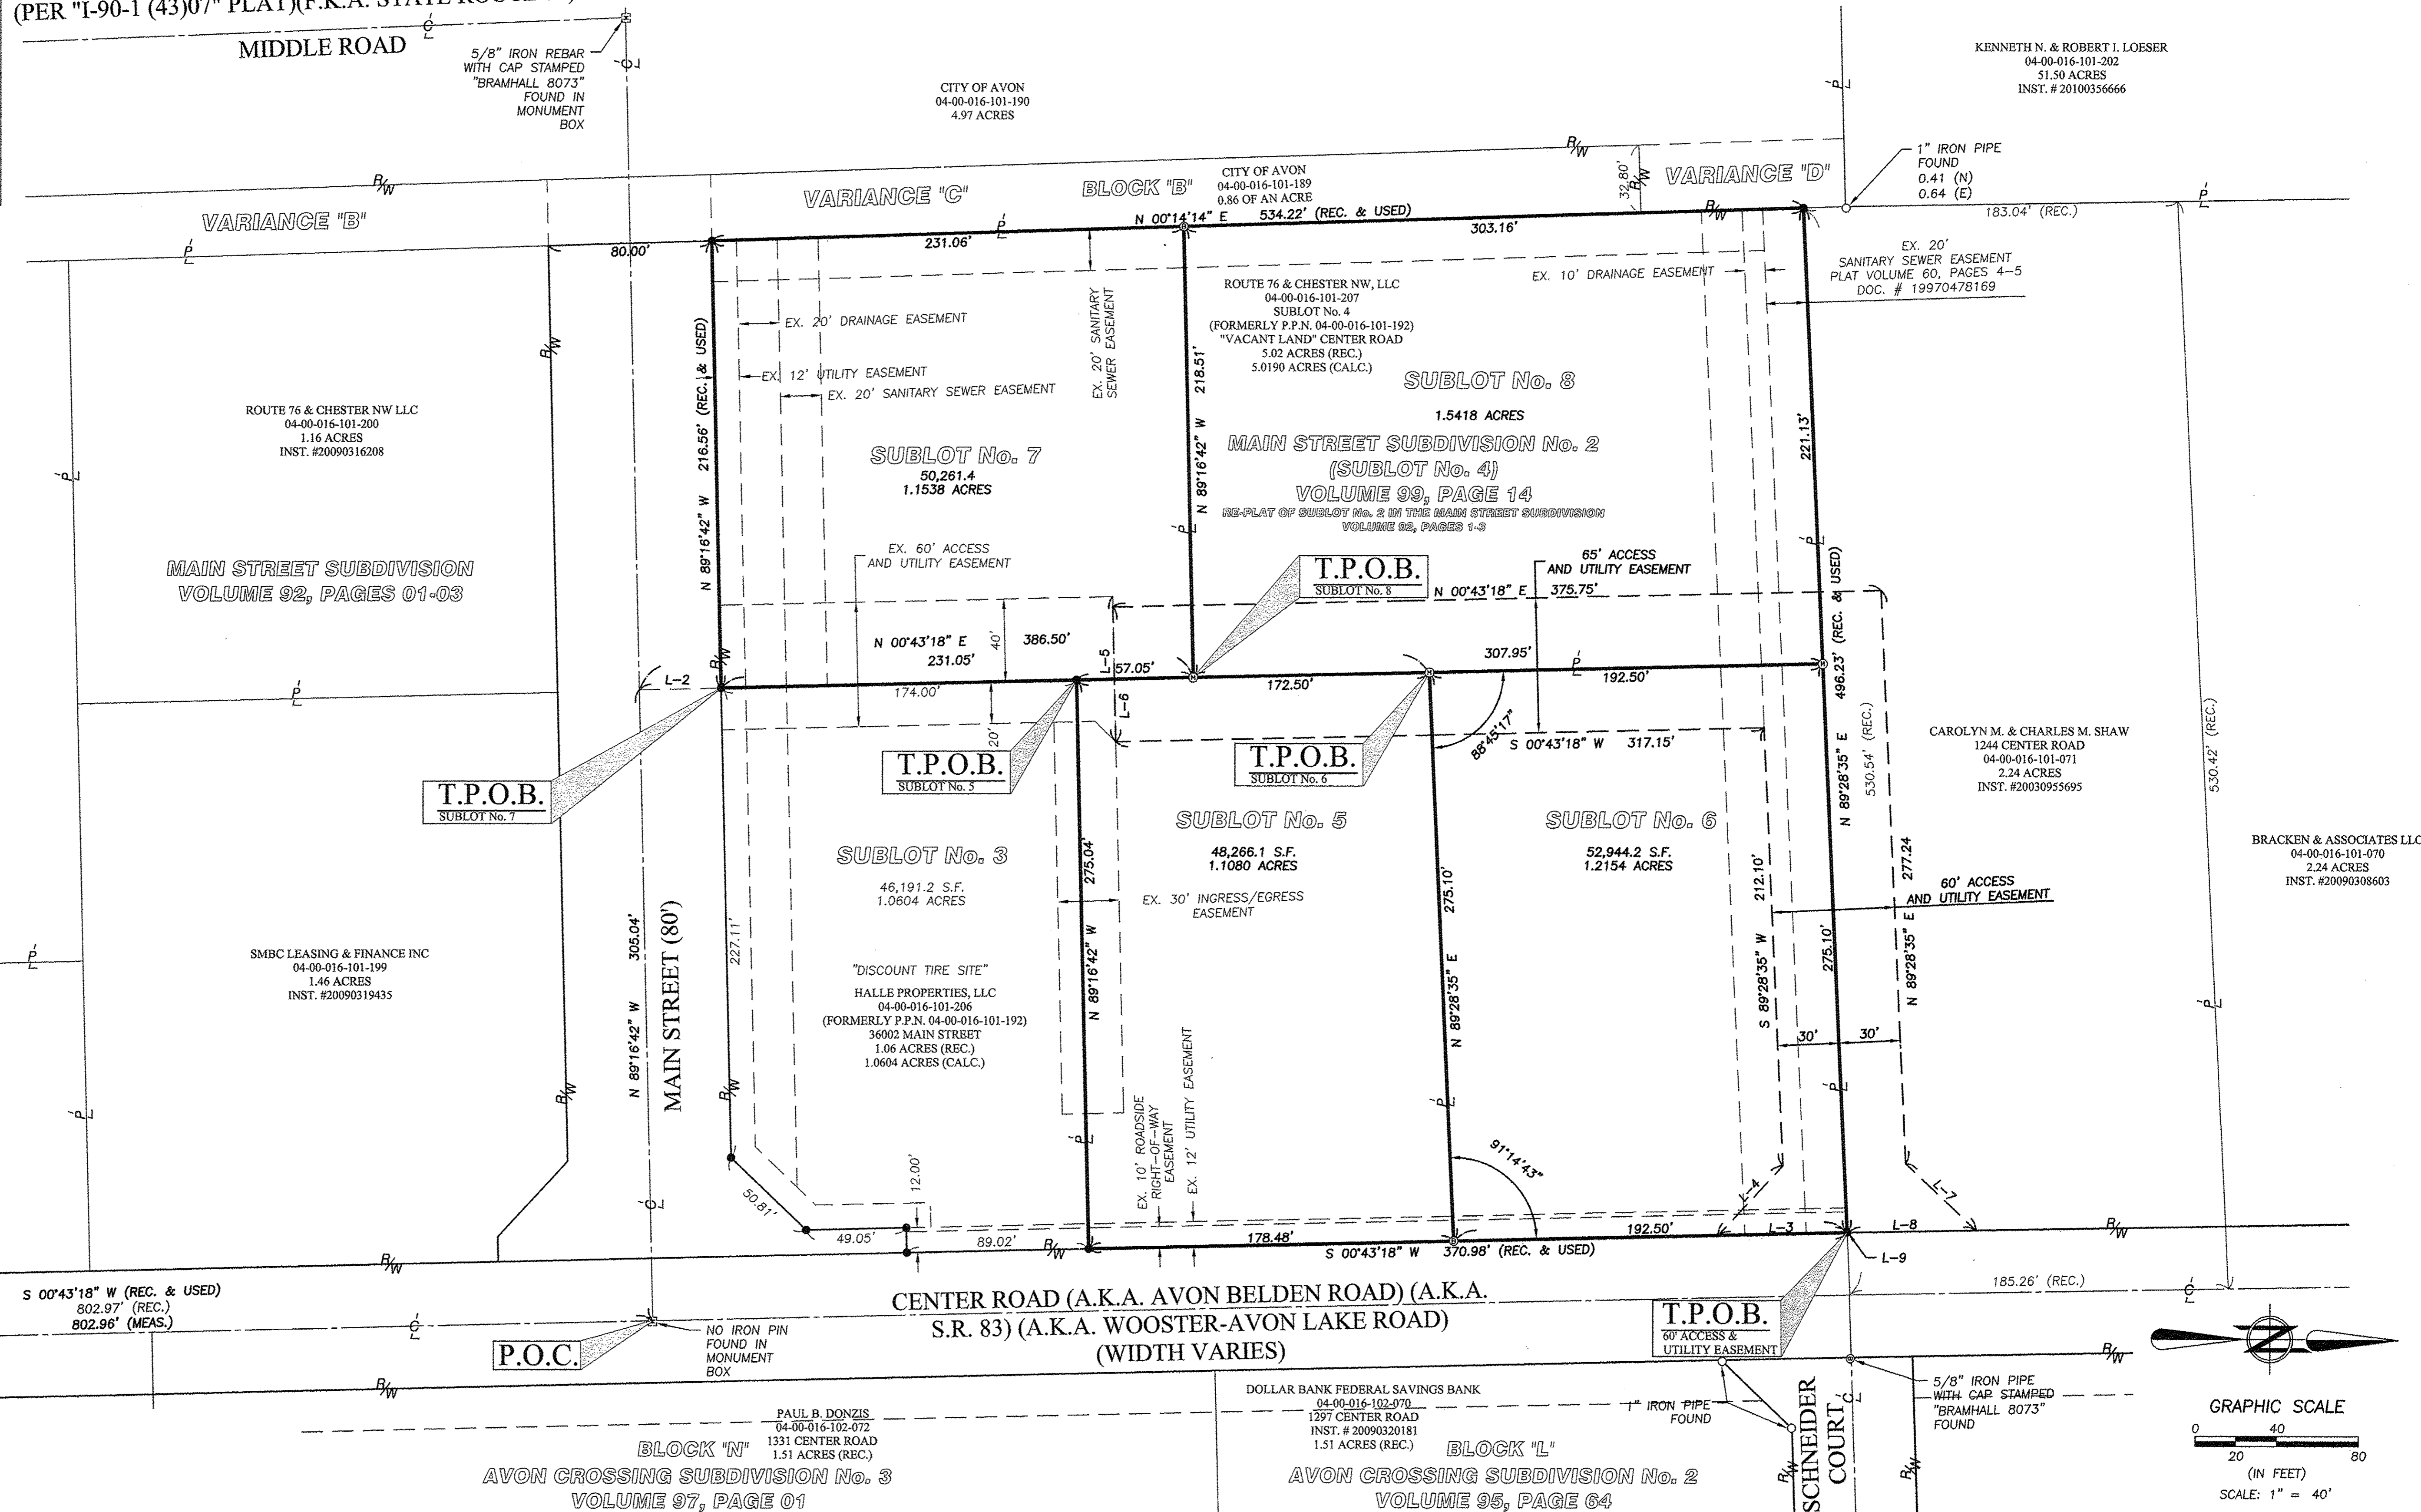 (PER "I-90-1 (43)07" PLAT)(F.K.A. STATE ROUTE
MIDDLE ROAD
5/8" IRON REBAR
WITH CAP STAMPED
"BRAMHALL 8073"
FOUND IN
MONUMENT
BOX
CITY OF AVON
04-00-016-101-190
4.97 ACRES
KENNETH N. & ROBERT I. LOESER
04-00-016-101-202
51.50 ACRES
INST. # 20100356666
1" IRON PIPE
FOUND
0.41 (N)
0.64 (E)
VARIANCE "B"
VARIANCE "C"
BLOCK "B"
CITY OF AVON
04-00-016-101-189
0.86 OF AN ACRE
VARIANCE "D"
32.80'
N 00°14'14" E 534.22' (REC. & USED)
183.04' (REC.)
80.00'
231.06'
303.16'
EX. 20'
SANITARY SEWER EASEMENT
PLAT VOLUME 60, PAGES 4-5
DOC. # 19970478169
EX. 10' DRAINAGE EASEMENT
ROUTE 76 & CHESTER NW, LLC
04-00-016-101-207
SUBLOT No. 4
(FORMERLY P.P.N. 04-00-016-101-192)
"VACANT LAND" CENTER ROAD
5.02 ACRES (REC.)
5.0190 ACRES (CALC.)
EX. 20' DRAINAGE EASEMENT
EX. 12' UTILITY EASEMENT
EX. 20' SANITARY SEWER EASEMENT
EX. 20' SANITARY
SEWER EASEMENT
N 89°16'42" W 216.56' (REC. & USED)
N 89°16'42" W 218.51'
221.13'
ROUTE 76 & CHESTER NW LLC
04-00-016-101-200
1.16 ACRES
INST. #20090316208
SUBLOT No. 7
50,261.4
1.1538 ACRES
SUBLOT No. 8
1.5418 ACRES
MAIN STREET SUBDIVISION No. 2
(SUBLOT No. 4)
VOLUME 99, PAGE 14
RE-PLAT OF SUBLOT No. 2 IN THE MAIN STREET SUBDIVISION
VOLUME 92, PAGES 1-3
MAIN STREET SUBDIVISION
VOLUME 92, PAGES 01-03
EX. 60' ACCESS
AND UTILITY EASEMENT
65' ACCESS
AND UTILITY EASEMENT
T.P.O.B.
SUBLOT No. 8
N 00°43'18" E 375.75'
N 00°43'18" E 386.50'
231.05'
40'
L-5
57.05'
307.95'
L-2
174.00'
172.50'
192.50'
20'
L-6
88°45'17"
S 00°43'18" W 317.15'
N 89°28'35" E 496.23' (REC. & USED)
530.54' (REC.)
530.42' (REC.)
T.P.O.B.
SUBLOT No. 7
T.P.O.B.
SUBLOT No. 5
T.P.O.B.
SUBLOT No. 6
CAROLYN M. & CHARLES M. SHAW
1244 CENTER ROAD
04-00-016-101-071
2.24 ACRES
INST. #20030955695
BRACKEN & ASSOCIATES LLC
04-00-016-101-070
2.24 ACRES
INST. #20090308603
SUBLOT No. 3
46,191.2 S.F.
1.0604 ACRES
SUBLOT No. 5
48,266.1 S.F.
1.1080 ACRES
SUBLOT No. 6
52,944.2 S.F.
1.2154 ACRES
EX. 30' INGRESS/EGRESS
EASEMENT
60' ACCESS
AND UTILITY EASEMENT
N 89°16'42" W 305.04'
MAIN STREET (80')
227.11'
N 89°16'42" W 275.04'
N 89°28'35" E 275.10'
S 89°28'35" W 212.10'
275.10'
N 89°28'35" E 277.24
30'
30'
SMBC LEASING & FINANCE INC
04-00-016-101-199
1.46 ACRES
INST. #20090319435
"DISCOUNT TIRE SITE"
HALLE PROPERTIES, LLC
04-00-016-101-206
(FORMERLY P.P.N. 04-00-016-101-192)
36002 MAIN STREET
1.06 ACRES (REC.)
1.0604 ACRES (CALC.)
EX. 10' ROADSIDE
RIGHT-OF-WAY
EASEMENT
EX. 12' UTILITY EASEMENT
91°14'43"
50.81'
49.05'
12.00'
89.02'
178.48'
192.50'
L-4
L-3
L-7
L-8
L-9
S 00°43'18" W 370.98' (REC. & USED)
S 00°43'18" W (REC. & USED)
802.97' (REC.)
802.96' (MEAS.)
185.26' (REC.)
CENTER ROAD (A.K.A. AVON BELDEN ROAD) (A.K.A.
S.R. 83) (A.K.A. WOOSTER-AVON LAKE ROAD)
(WIDTH VARIES)
P.O.C.
NO IRON PIN
FOUND IN
MONUMENT
BOX
T.P.O.B.
60' ACCESS &
UTILITY EASEMENT
PAUL B. DONZIS
04-00-016-102-072
1331 CENTER ROAD
1.51 ACRES (REC.)
BLOCK "N"
AVON CROSSING SUBDIVISION No. 3
VOLUME 97, PAGE 01
DOLLAR BANK FEDERAL SAVINGS BANK
04-00-016-102-070
1297 CENTER ROAD
INST. # 20090320181
1.51 ACRES (REC.)
BLOCK "L"
AVON CROSSING SUBDIVISION No. 2
VOLUME 95, PAGE 64
1" IRON PIPE
FOUND
SCHNEIDER
COURT
5/8" IRON PIPE
WITH CAP STAMPED
"BRAMHALL 8073"
FOUND
N
GRAPHIC SCALE
0 40
20 80
(IN FEET)
SCALE: 1" = 40'